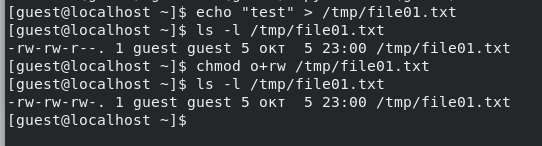 [guest@localhost ~]$ echo "test" > /tmp/file01.txt
[guest@localhost ~]$ ls -l /tmp/file01.txt
-rw-rw-r--. 1 guest guest 5 окт  5 23:00 /tmp/file01.txt
[guest@localhost ~]$ chmod o+rw /tmp/file01.txt
[guest@localhost ~]$ ls -l /tmp/file01.txt
-rw-rw-rw-. 1 guest guest 5 окт  5 23:00 /tmp/file01.txt
[guest@localhost ~]$